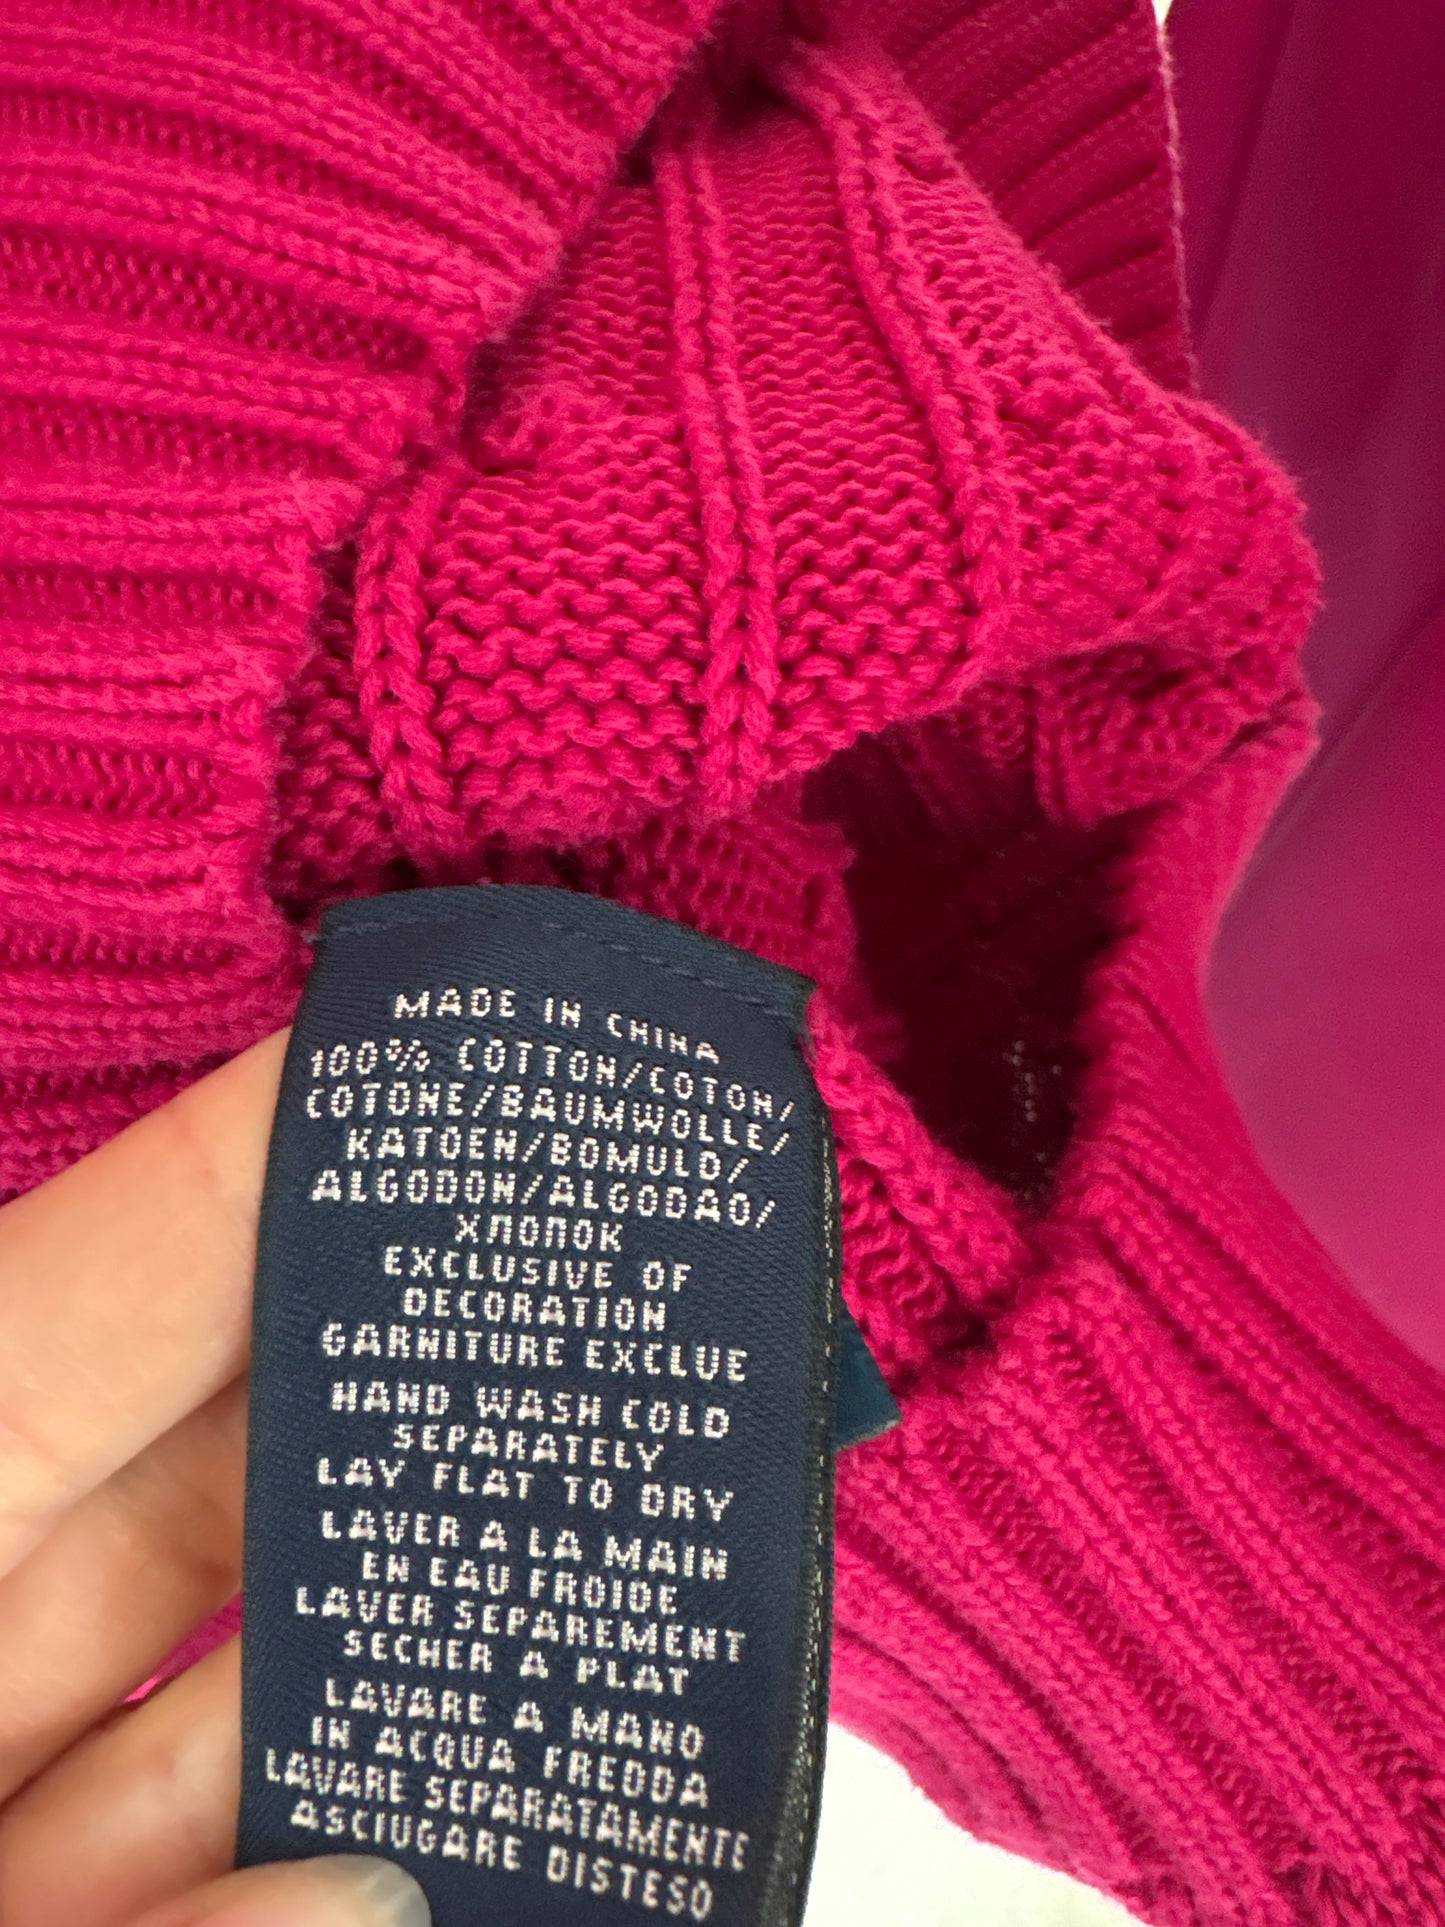 MADE IN CHINA
100% COTTON/COTON/
COTONE/BAUMWOLLE/
KATOEN/BOMULD/
ALGODON/ALGODAO/
ХЛОПОК
EXCLUSIVE OF
DECORATION
GARNITURE EXCLUE
HAND WASH COLD
SEPARATELY
LAY FLAT TO DRY
LAVER A LA MAIN
EN EAU FROIDE
LAVER SEPAREMENT
SECHER A PLAT
LAVARE A MANO
IN ACQUA FREDDA
LAVARE SEPARATAMENTE
ASCIUGARE DISTESO